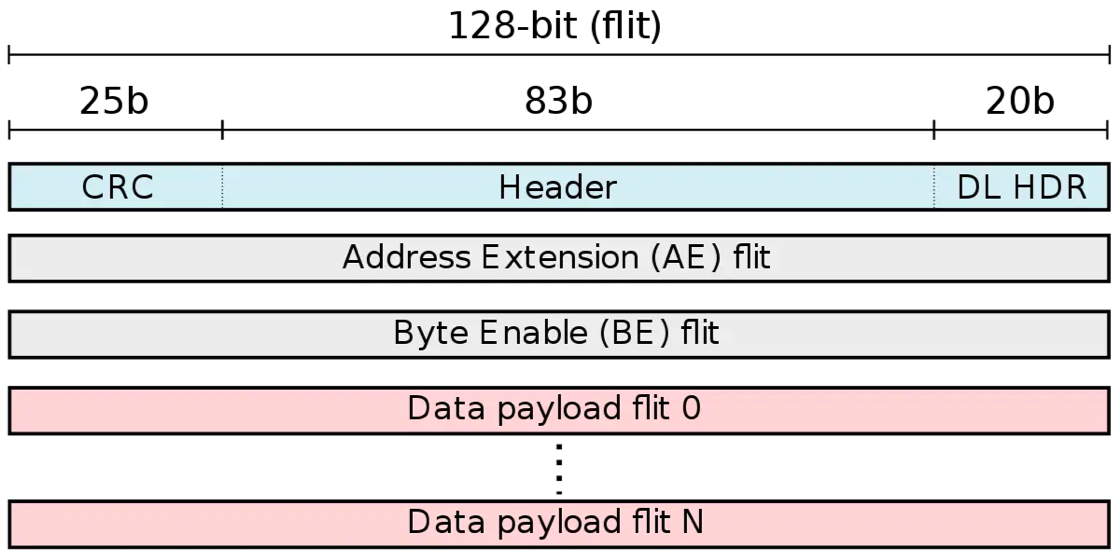 128-bit (flit)
25b 83b 20b
CRC Header DL HDR
Address Extension (AE) flit
Byte Enable (BE) flit
Data payload flit 0
Data payload flit N